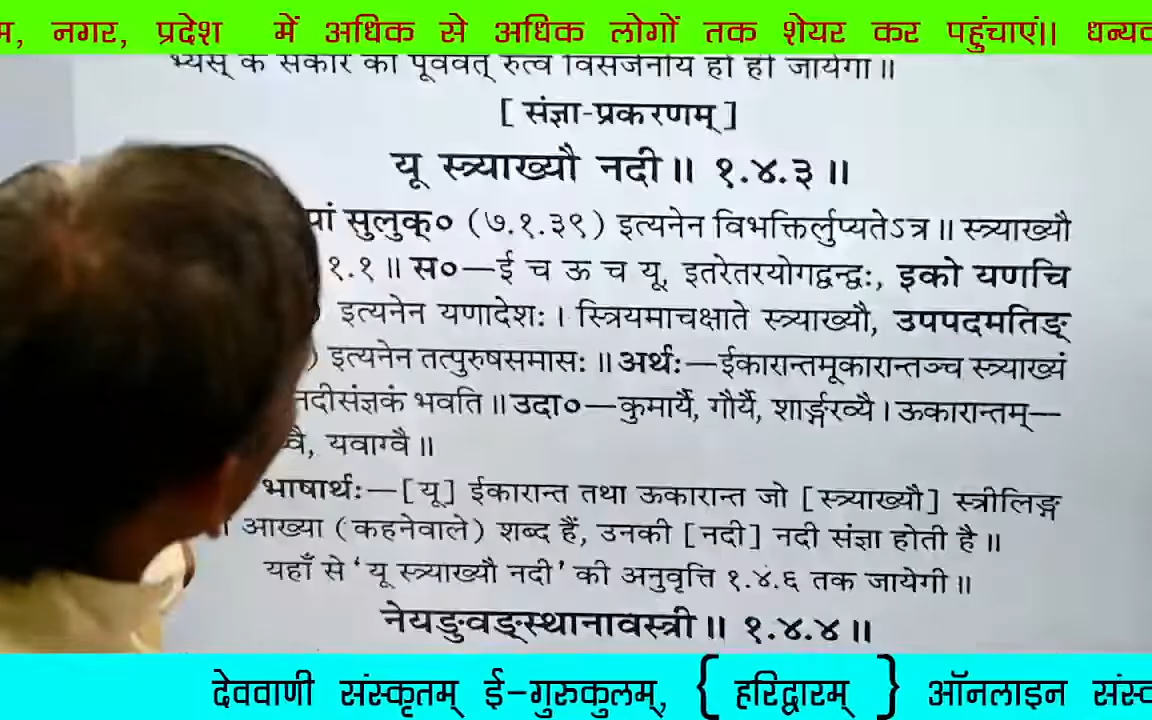 नगर, प्रदेश में अधिक से अधिक लोगों तक शेयर कर पहुंचाएं।। धन्यव
भ्यस् के सकार को पूर्ववत् रुत्व विसर्जनीय हो ही जायेगा॥
[ संज्ञा-प्रकरणम् ]
यू स्त्र्याख्यौ नदी॥ १.४.३॥
सुलुक्० (७.१.३९) इत्यनेन विभक्तिर्लुप्यतेऽत्र॥ स्त्र्याख्यौ
१.१॥ स०—ई च ऊ च यू, इतरेतरयोगद्वन्द्वः, इको यणचि
इत्यनेन यणादेशः। स्त्रियमाचक्षाते स्त्र्याख्यौ, उपपदमतिङ्
) इत्यनेन तत्पुरुषसमासः॥ अर्थः—ईकारान्तमूकारान्तञ्च स्त्र्याख्यं
नदीसंज्ञकं भवति॥ उदा०—कुमार्यै, गौर्यै, शार्ङ्गरव्यै। ऊकारान्तम्—
वै, यवाग्वै॥
भाषार्थः—[यू] ईकारान्त तथा ऊकारान्त जो [स्त्र्याख्यौ] स्त्रीलिङ्ग
आख्या (कहनेवाले) शब्द हैं, उनकी [नदी] नदी संज्ञा होती है॥
यहाँ से 'यू स्त्र्याख्यौ नदी' की अनुवृत्ति १.४.६ तक जायेगी॥
नेयङुवङ्स्थानावस्त्री॥ १.४.४॥
देववाणी संस्कृतम् ई-गुरुकुलम्, { हरिद्वारम् } ऑनलाइन संस्व